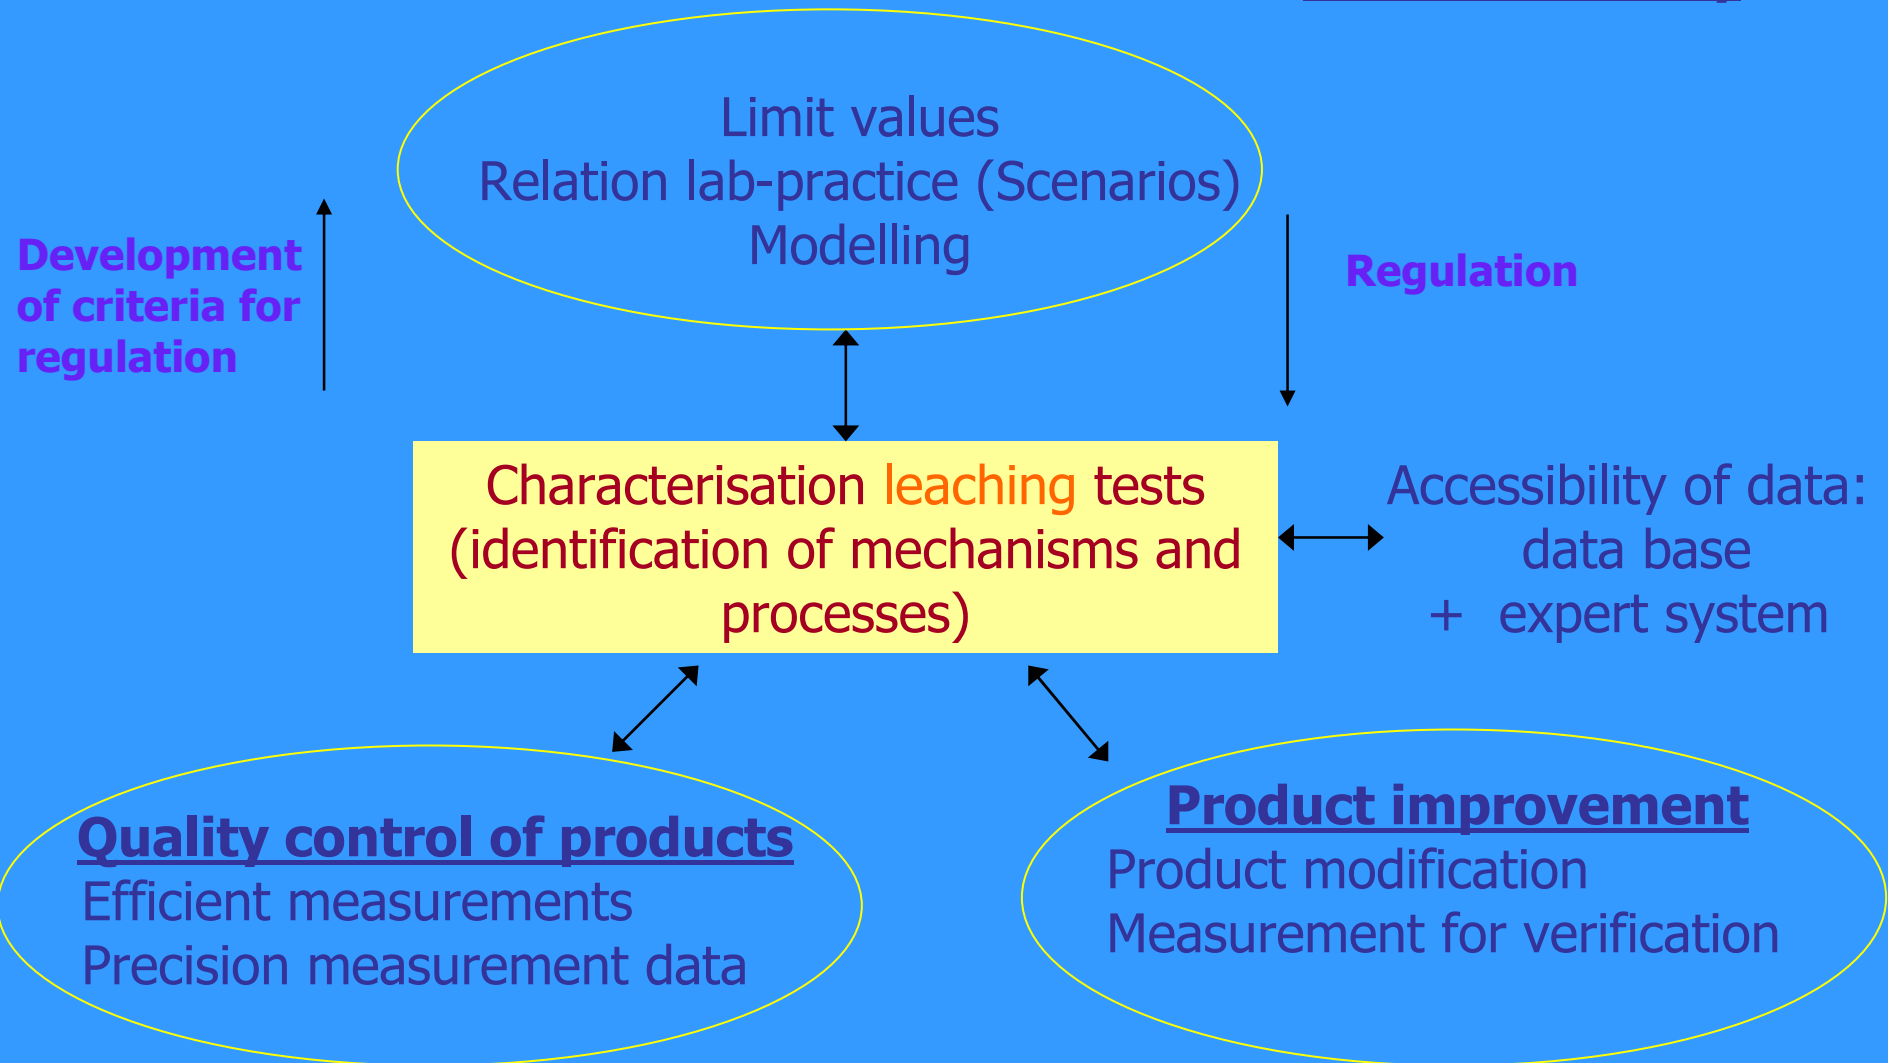 Limit values
Relation lab-practice (Scenarios)
Modelling
Development
of criteria for
regulation
Regulation
Characterisation leaching tests
(identification of mechanisms and
processes)
Accessibility of data:
data base
+ expert system
Quality control of products
Efficient measurements
Precision measurement data
Product improvement
Product modification
Measurement for verification